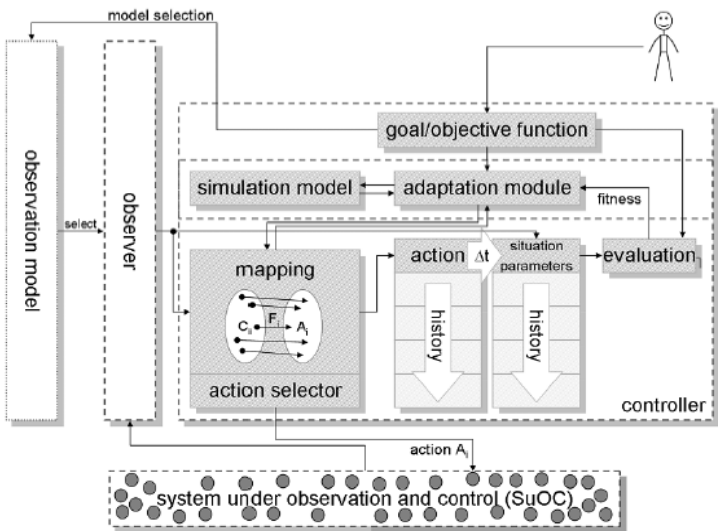 model selection
goal/objective function
simulation model
adaptation module
fitness
observation model
select
observer
mapping
C
F
A
action selector
action
Δt
situation
parameters
evaluation
history
history
controller
action A
system under observation and control (SuOC)